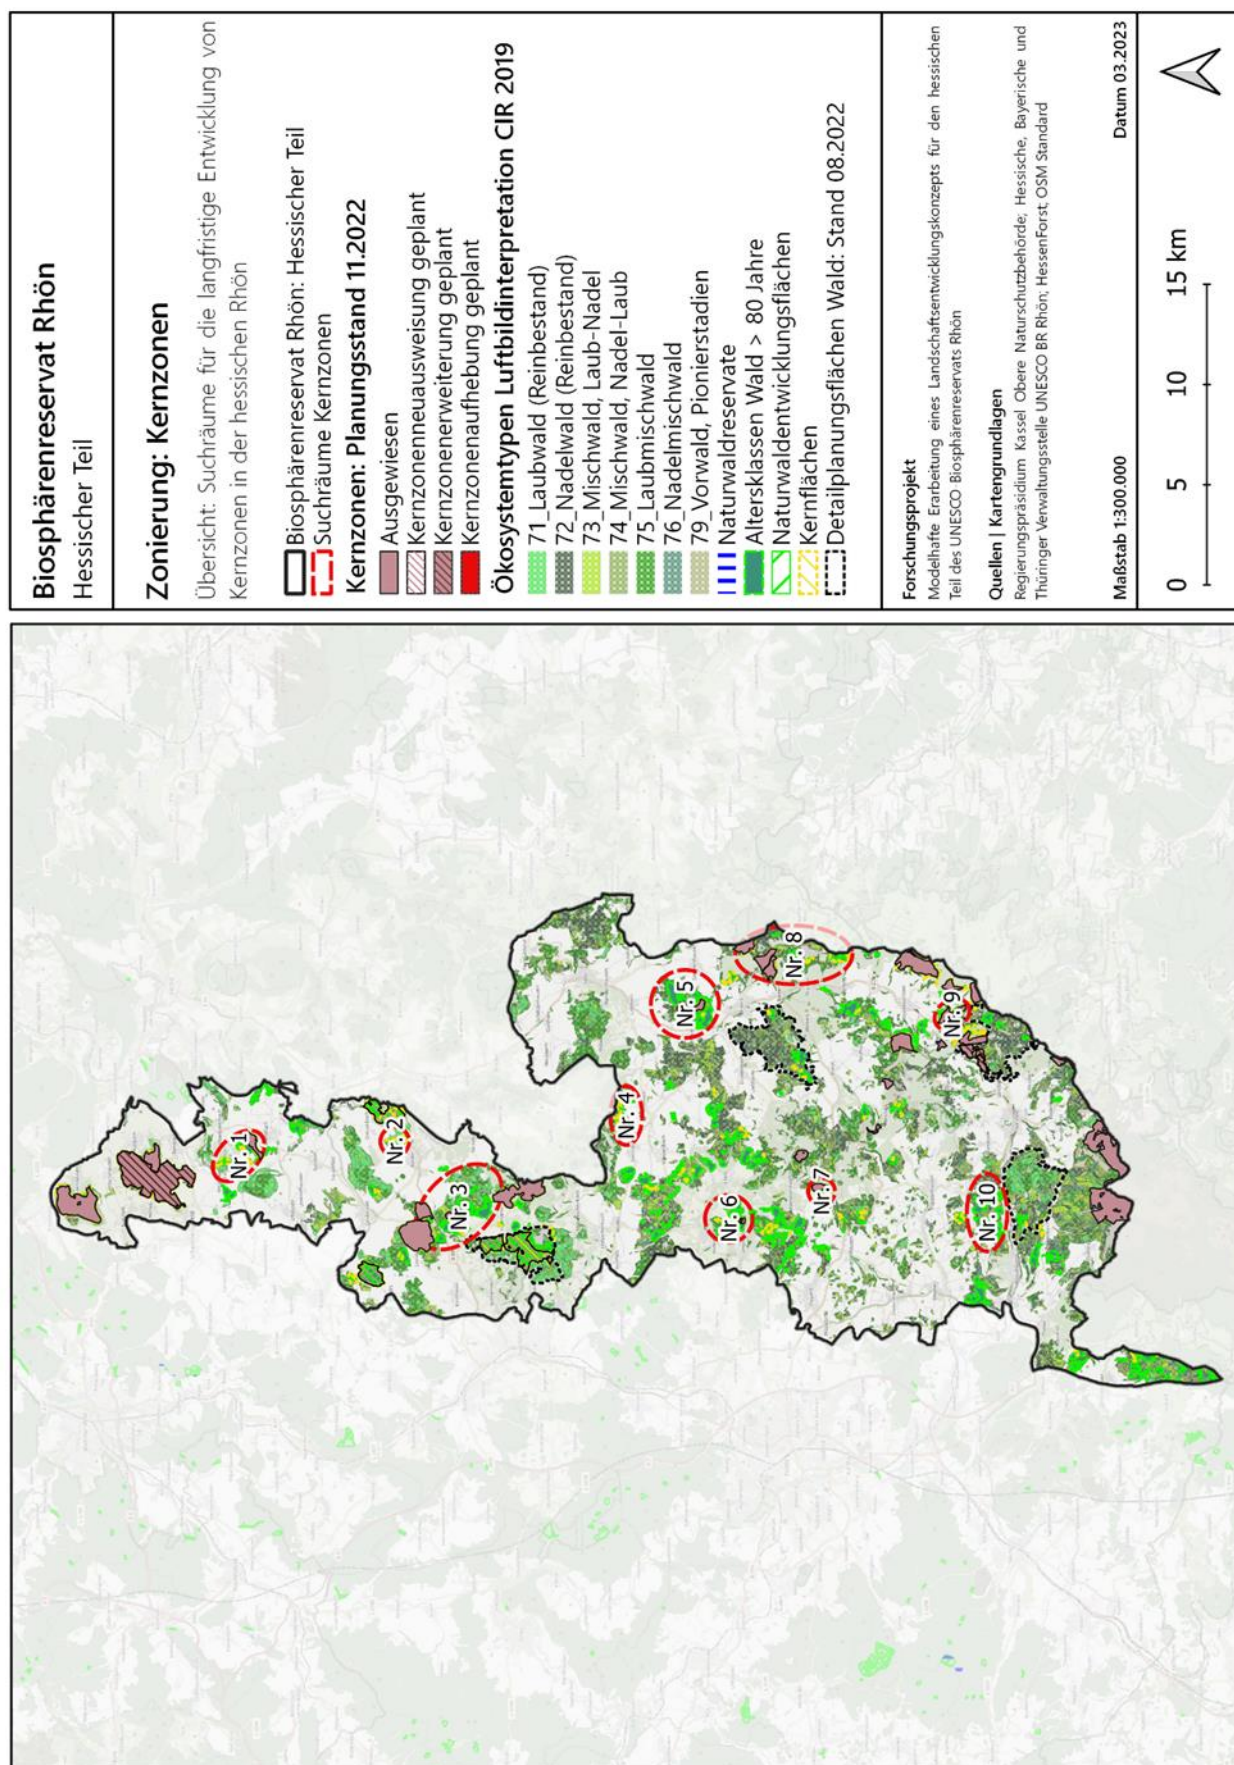 Biosphärenreservat Rhön
Hessischer Teil
Zonierung: Kernzonen
Übersicht: Suchräume für die langfristige Entwicklung von
Kernzonen in der hessischen Rhön
Biosphärenreservat Rhön: Hessischer Teil
Suchräume Kernzonen
Kernzonen: Planungsstand 11.2022
Ausgewiesen
Kernzonenneuausweisung geplant
Kernzonenerweiterung geplant
Kernzonenaufhebung geplant
Ökosystemtypen Luftbildinterpretation CIR 2019
71_Laubwald (Reinbestand)
72_Nadelwald (Reinbestand)
73_Mischwald, Laub-Nadel
74_Mischwald, Nadel-Laub
75_Laubmischwald
76_Nadelmischwald
79_Vorwald, Pionierstadien
Naturwaldreservate
Altersklassen Wald > 80 Jahre
Naturwaldentwicklungsflächen
Kernflächen
Detailplanungsflächen Wald: Stand 08.2022
Forschungsprojekt
Modelhafte Erarbeitung eines Landschaftsentwicklungskonzepts für den hessischen
Teil des UNESCO-Biosphärenreservats Rhön
Quellen | Kartengrundlagen
Regierungspräsidium Kassel Obere Naturschutzbehörde; Hessische, Bayerische und
Thüringer Verwaltungsstelle UNESCO BR Rhön; HessenForst; OSM Standard
Maßstab 1:300.000 Datum 03.2023
0 5 10 15 km
Nr. 1
Nr. 2
Nr. 3
Nr. 4
Nr. 5
Nr. 6
Nr. 7
Nr. 8
Nr. 9
Nr. 10